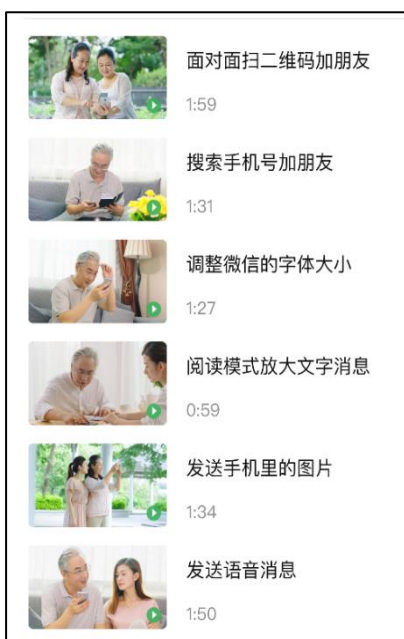 面对面扫二维码加朋友
1:59
搜索手机号加朋友
1:31
调整微信的字体大小
1:27
阅读模式放大文字消息
0:59
发送手机里的图片
1:34
发送语音消息
1:50